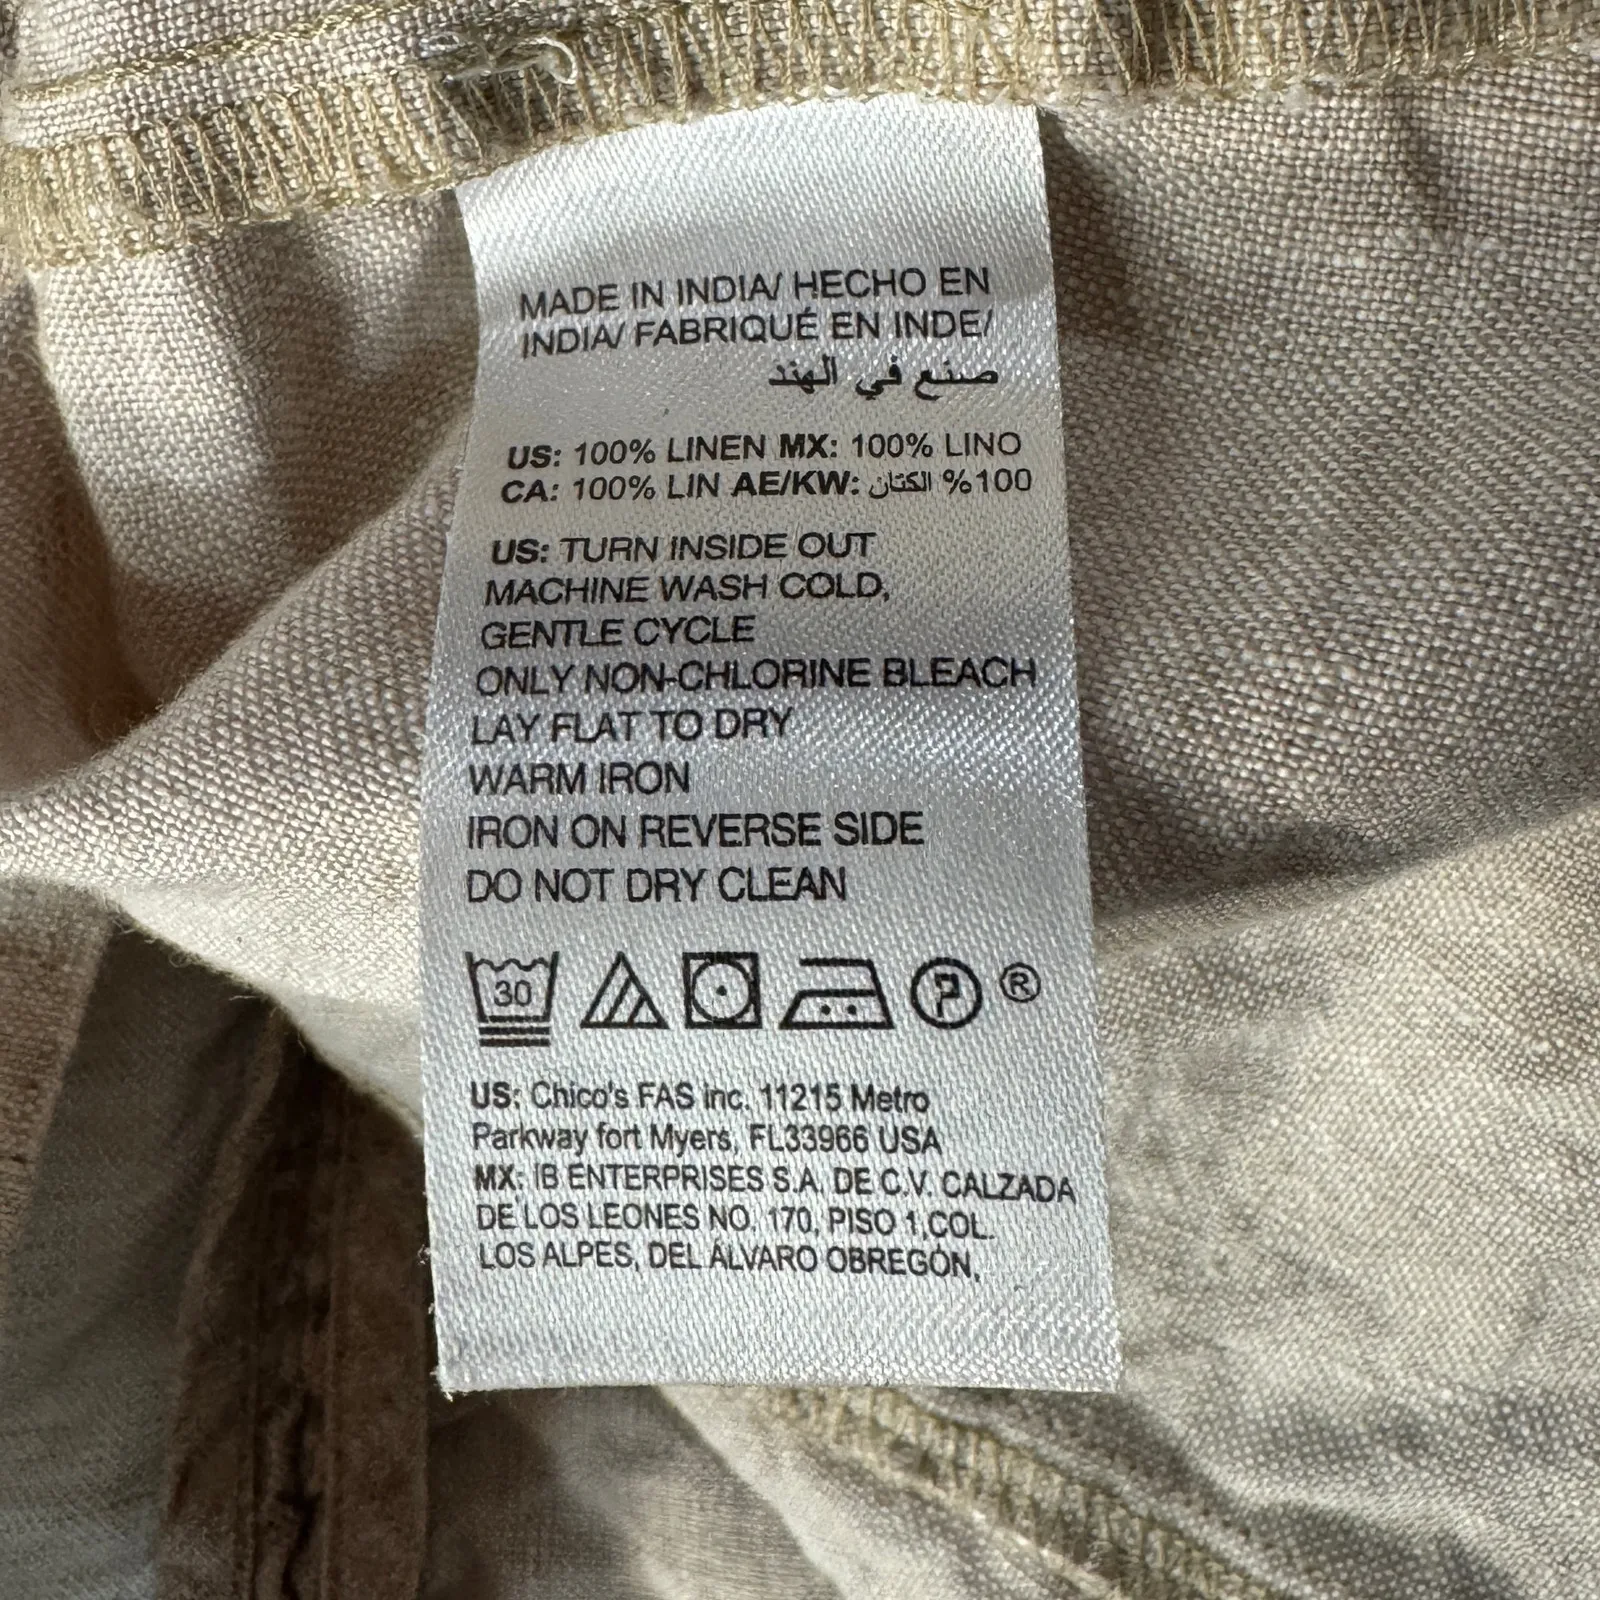 MADE IN INDIA/ HECHO EN
INDIA/ FABRIQUÉ EN INDE/
صنع في الهند
US: 100% LINEN MX: 100% LINO
CA: 100% LIN AE/KW: الكتان %100
US: TURN INSIDE OUT
MACHINE WASH COLD,
GENTLE CYCLE
ONLY NON-CHLORINE BLEACH
LAY FLAT TO DRY
WARM IRON
IRON ON REVERSE SIDE
DO NOT DRY CLEAN
30 P ®
US: Chico's FAS inc. 11215 Metro
Parkway fort Myers, FL33966 USA
MX: IB ENTERPRISES S.A. DE C.V. CALZADA
DE LOS LEONES NO. 170, PISO 1,COL.
LOS ALPES, DEL ÁLVARO OBREGÓN,